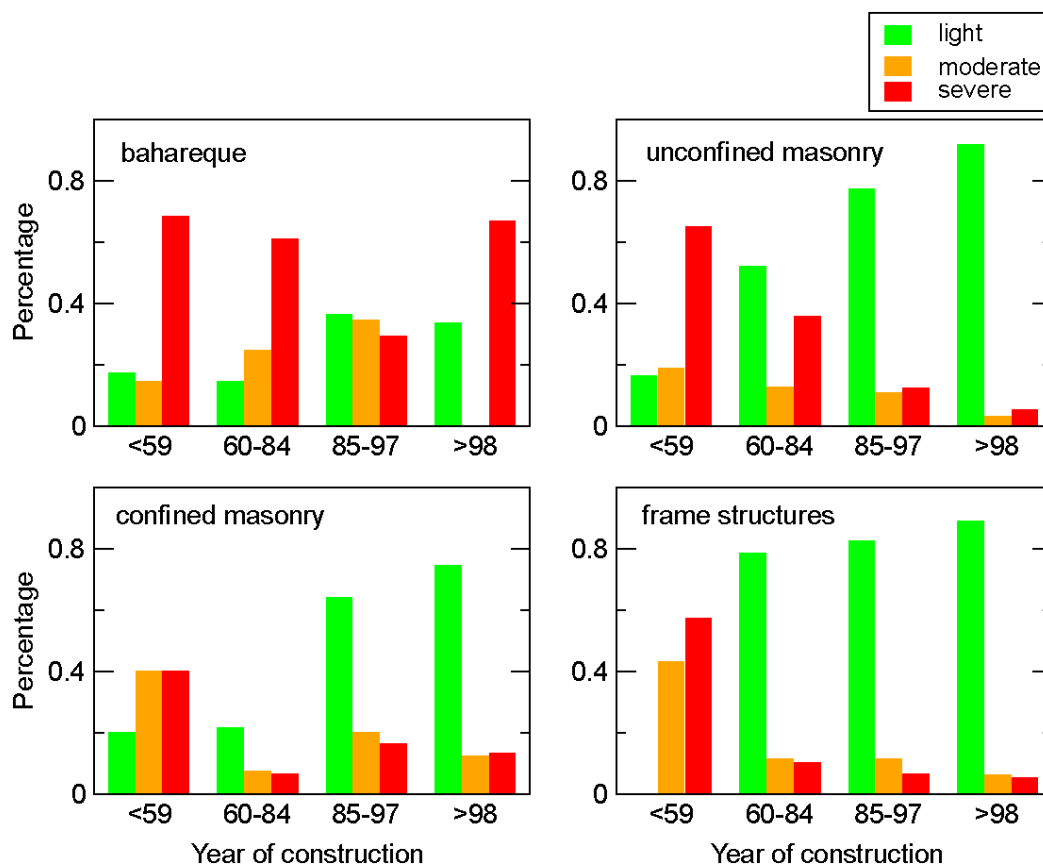 light
moderate
severe
bahareque
Percentage
0.8
0.4
0
<59 60-84 85-97 >98
unconfined masonry
0.8
0.4
0
<59 60-84 85-97 >98
confined masonry
Percentage
0.8
0.4
0
<59 60-84 85-97 >98
Year of construction
frame structures
0.8
0.4
0
<59 60-84 85-97 >98
Year of construction